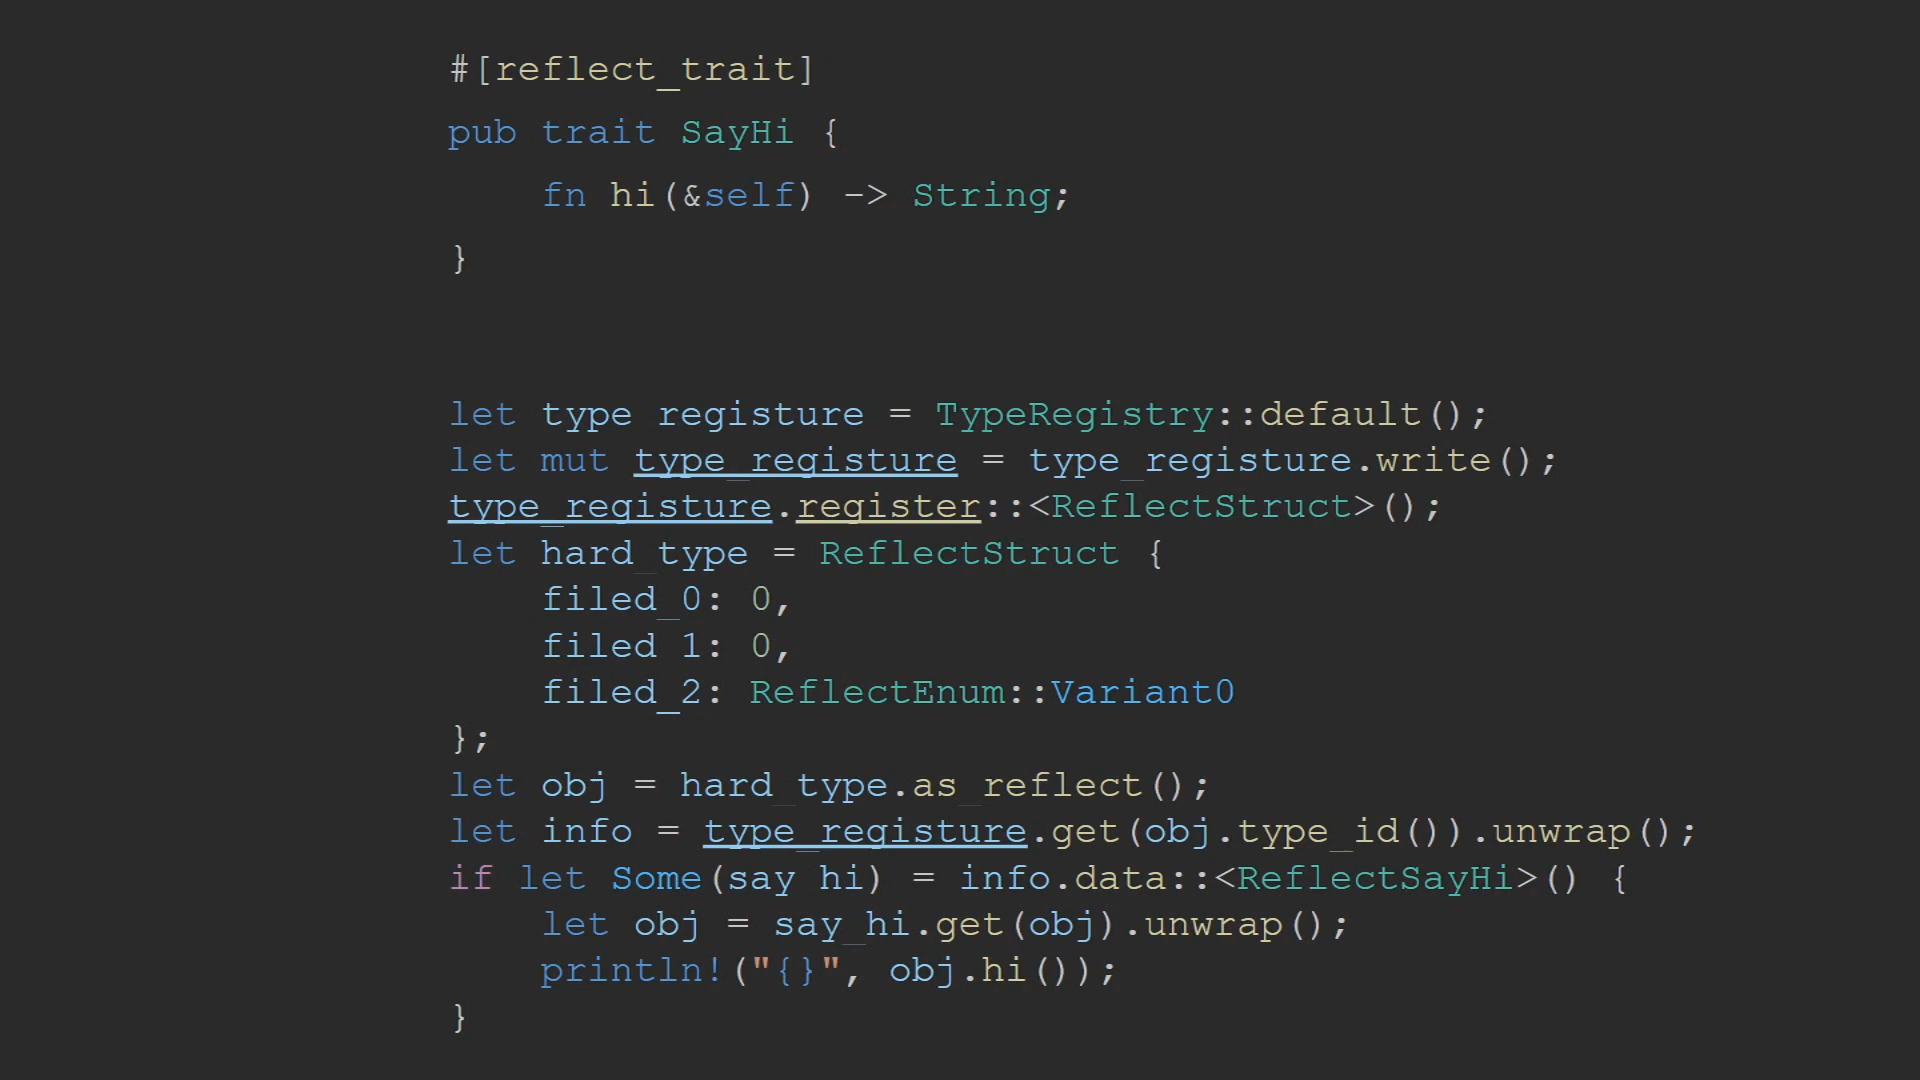 #[reflect_trait]
pub trait SayHi {
    fn hi(&self) -> String;
}
let type_registure = TypeRegistry::default();
let mut type_registure = type_registure.write();
type_registure.register::<ReflectStruct>();
let hard_type = ReflectStruct {
    filed_0: 0,
    filed_1: 0,
    filed_2: ReflectEnum::Variant0
};
let obj = hard_type.as_reflect();
let info = type_registure.get(obj.type_id()).unwrap();
if let Some(say_hi) = info.data::<ReflectSayHi>() {
    let obj = say_hi.get(obj).unwrap();
    println!("{}", obj.hi());
}